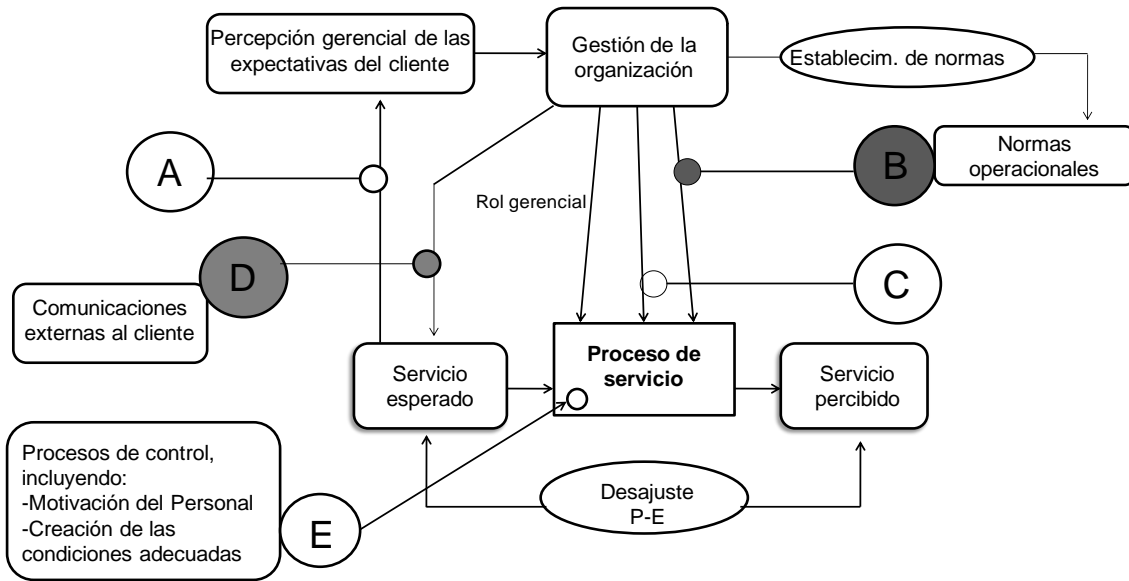 Percepción gerencial de las
expectativas del cliente
Gestión de la
organización
Establecim. de normas
A
B
Normas
operacionales
Rol gerencial
D
C
Comunicaciones
externas al cliente
Servicio
esperado
Proceso de
servicio
Servicio
percibido
Procesos de control,
incluyendo:
-Motivación del Personal
-Creación de las
condiciones adecuadas
E
Desajuste
P-E